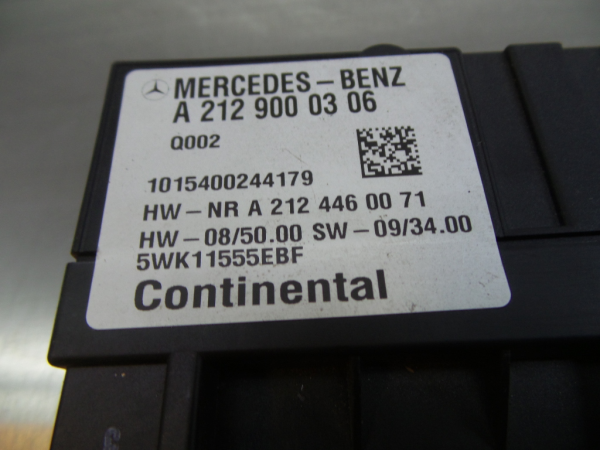 MERCEDES-BENZ
A 212 900 03 06
Q002
1015400244179
HW-NR A 212 446 00 71
HW-08/50.00 SW-09/34.00
5WK11555EBF
Continental